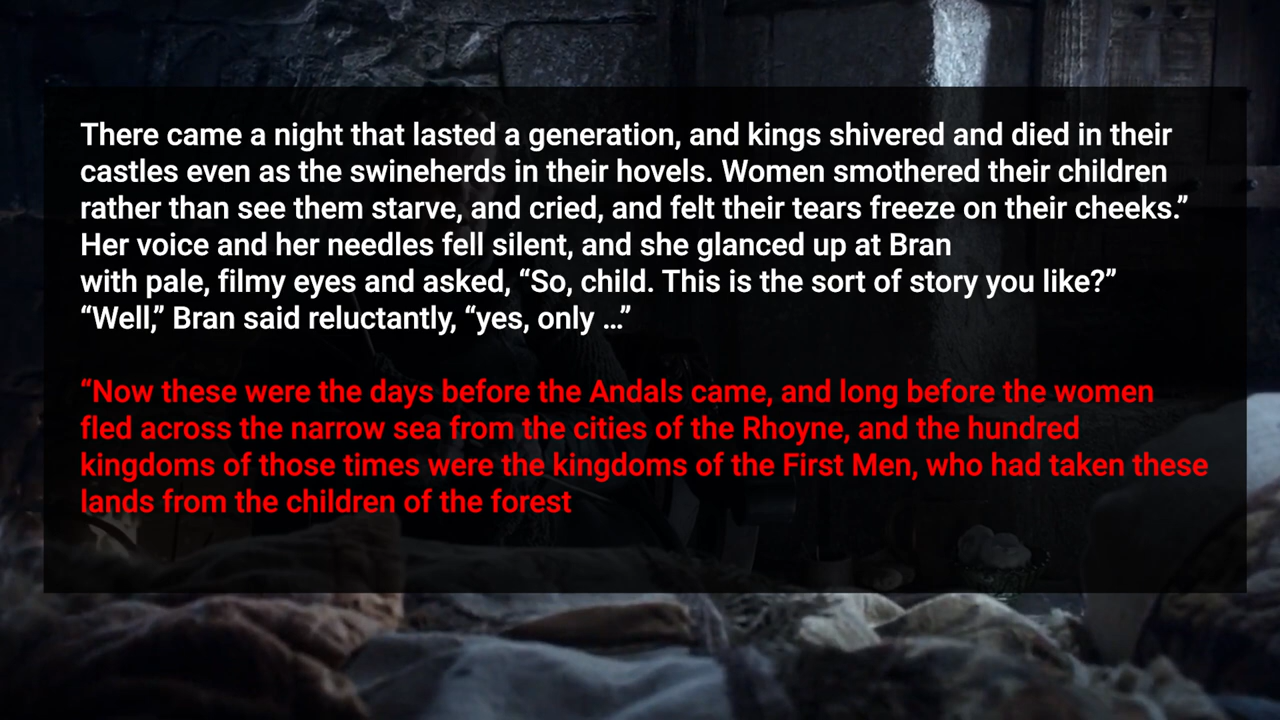 There came a night that lasted a generation, and kings shivered and died in their
castles even as the swineherds in their hovels. Women smothered their children
rather than see them starve, and cried, and felt their tears freeze on their cheeks.”
Her voice and her needles fell silent, and she glanced up at Bran
with pale, filmy eyes and asked, “So, child. This is the sort of story you like?”
“Well,” Bran said reluctantly, “yes, only …”
“Now these were the days before the Andals came, and long before the women
fled across the narrow sea from the cities of the Rhoyne, and the hundred
kingdoms of those times were the kingdoms of the First Men, who had taken these
lands from the children of the forest